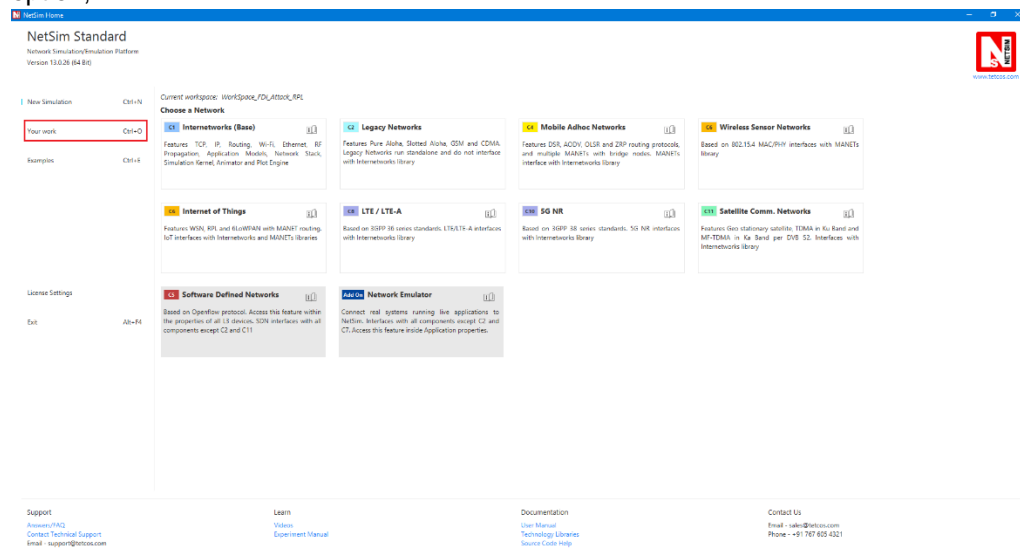 NetSim Home
NetSim Standard
Network Simulation/Emulation Platform
Version 13.0.26 (64 Bit)
NETSIM
www.tetcos.com
New Simulation Ctrl+N
Your work Ctrl+O
Examples Ctrl+E
License Settings
Exit Alt+F4
Current workspace: WorkSpace_FDI_Attack_RPL
Choose a Network
C1 Internetworks (Base)
Features TCP, IP, Routing, Wi-Fi, Ethernet, RF
Propagation, Application Models, Network Stack,
Simulation Kernel, Animator and Plot Engine
C2 Legacy Networks
Features Pure Aloha, Slotted Aloha, GSM and CDMA.
Legacy Networks run standalone and do not interface
with Internetworks library
C4 Mobile Adhoc Networks
Features DSR, AODV, OLSR and ZRP routing protocols,
and multiple MANETs with bridge nodes. MANETs
interface with Internetworks library
C6 Wireless Sensor Networks
Based on 802.15.4 MAC/PHY interfaces with MANETs
library
Internet of Things
Features WSN, RPL and 6LoWPAN with MANET routing.
IoT interfaces with Internetworks and MANETs libraries
C8 LTE / LTE-A
Based on 3GPP 36 series standards. LTE/LTE-A interfaces
with Internetworks library
C10 5G NR
Based on 3GPP 38 series standards. 5G NR interfaces
with Internetworks library
C11 Satellite Comm. Networks
Features Geo stationary satellite, TDMA in Ku Band and
MF-TDMA in Ka Band per DVB S2. Interfaces with
Internetworks library
Software Defined Networks
Based on Openflow protocol. Access this feature within
the properties of all L3 devices. SDN interfaces with all
components except C2 and C11
Add On Network Emulator
Connect real systems running live applications to
NetSim. Interfaces with all components except C2 and
C7. Access this feature inside Application properties.
Support
Answers/FAQ
Contact Technical Support
Email - support@tetcos.com
Learn
Videos
Experiment Manual
Documentation
User Manual
Technology Libraries
Source Code Help
Contact Us
Email - sales@tetcos.com
Phone - +91 767 605 4321